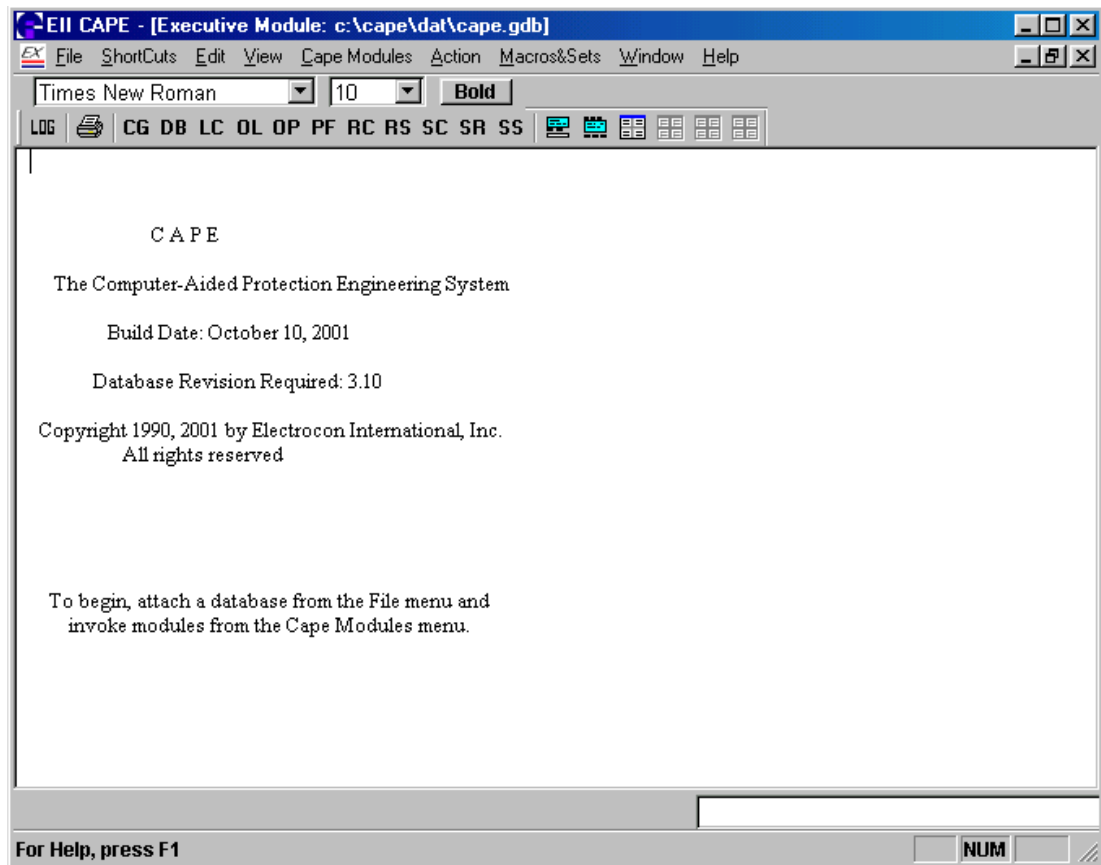 EII CAPE - [Executive Module: c:\cape\dat\cape.gdb]
EX File ShortCuts Edit View Cape Modules Action Macros&Sets Window Help
Times New Roman 10 Bold
LOG CG DB LC OL OP PF RC RS SC SR SS
C A P E
The Computer-Aided Protection Engineering System
Build Date: October 10, 2001
Database Revision Required: 3.10
Copyright 1990, 2001 by Electrocon International, Inc.
All rights reserved
To begin, attach a database from the File menu and
invoke modules from the Cape Modules menu.
For Help, press F1 NUM